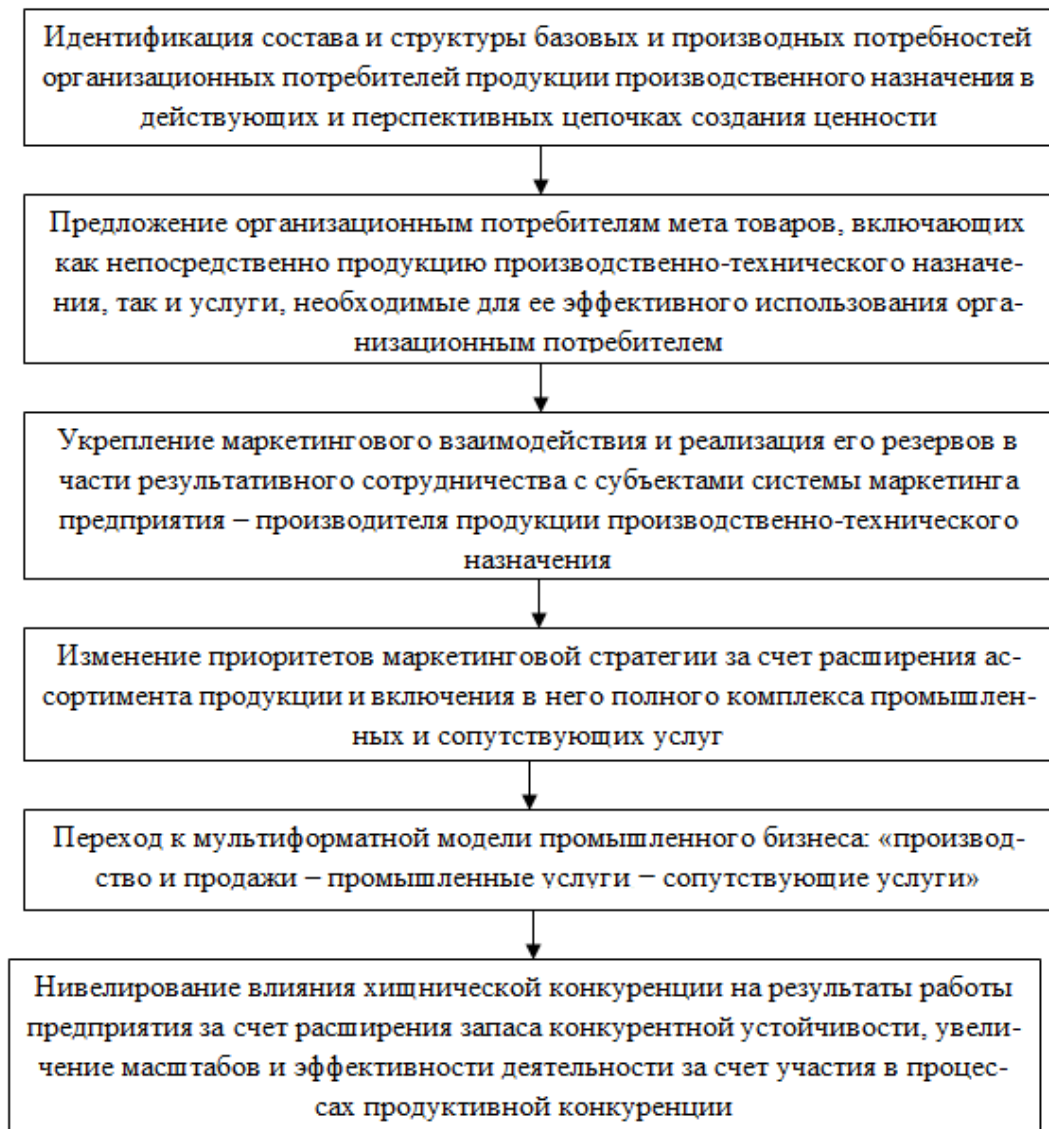 Идентификация состава и структуры базовых и производных потребностей
организационных потребителей продукции производственного назначения в
действующих и перспективных цепочках создания ценности
Предложение организационным потребителям мета товаров, включающих
как непосредственно продукцию производственно-технического назначе-
ния, так и услуги, необходимые для ее эффективного использования орга-
низационным потребителем
Укрепление маркетингового взаимодействия и реализация его резервов в
части результативного сотрудничества с субъектами системы маркетинга
предприятия – производителя продукции производственно-технического
назначения
Изменение приоритетов маркетинговой стратегии за счет расширения ас-
сортимента продукции и включения в него полного комплекса промышлен-
ных и сопутствующих услуг
Переход к мультиформатной модели промышленного бизнеса: «производ-
ство и продажи – промышленные услуги – сопутствующие услуги»
Нивелирование влияния хищнической конкуренции на результаты работы
предприятия за счет расширения запаса конкурентной устойчивости, увели-
чение масштабов и эффективности деятельности за счет участия в процес-
сах продуктивной конкуренции